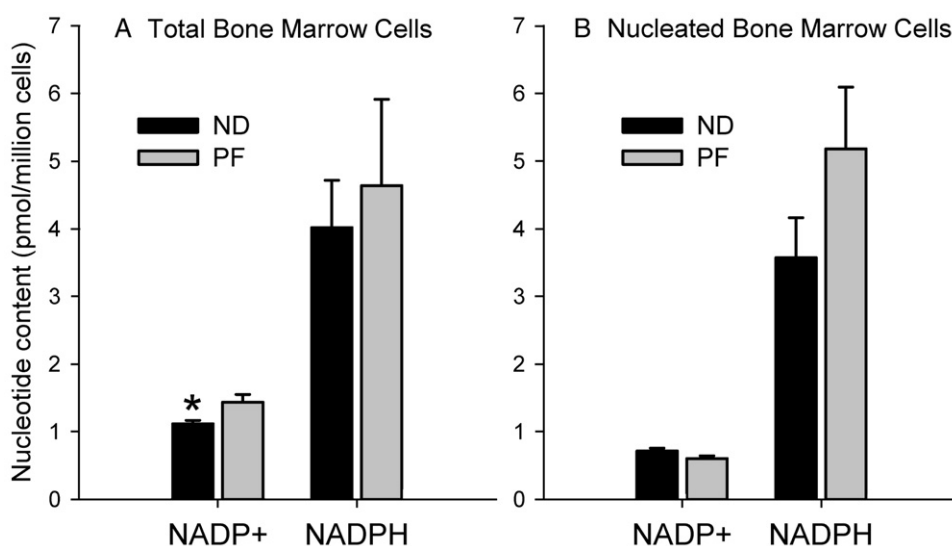 A Total Bone Marrow Cells
B Nucleated Bone Marrow Cells
Nucleotide content (pmol/million cells)
7
6
5
4
3
2
1
0
ND
PF
*
NADP+ NADPH
7
6
5
4
3
2
1
0
ND
PF
NADP+ NADPH